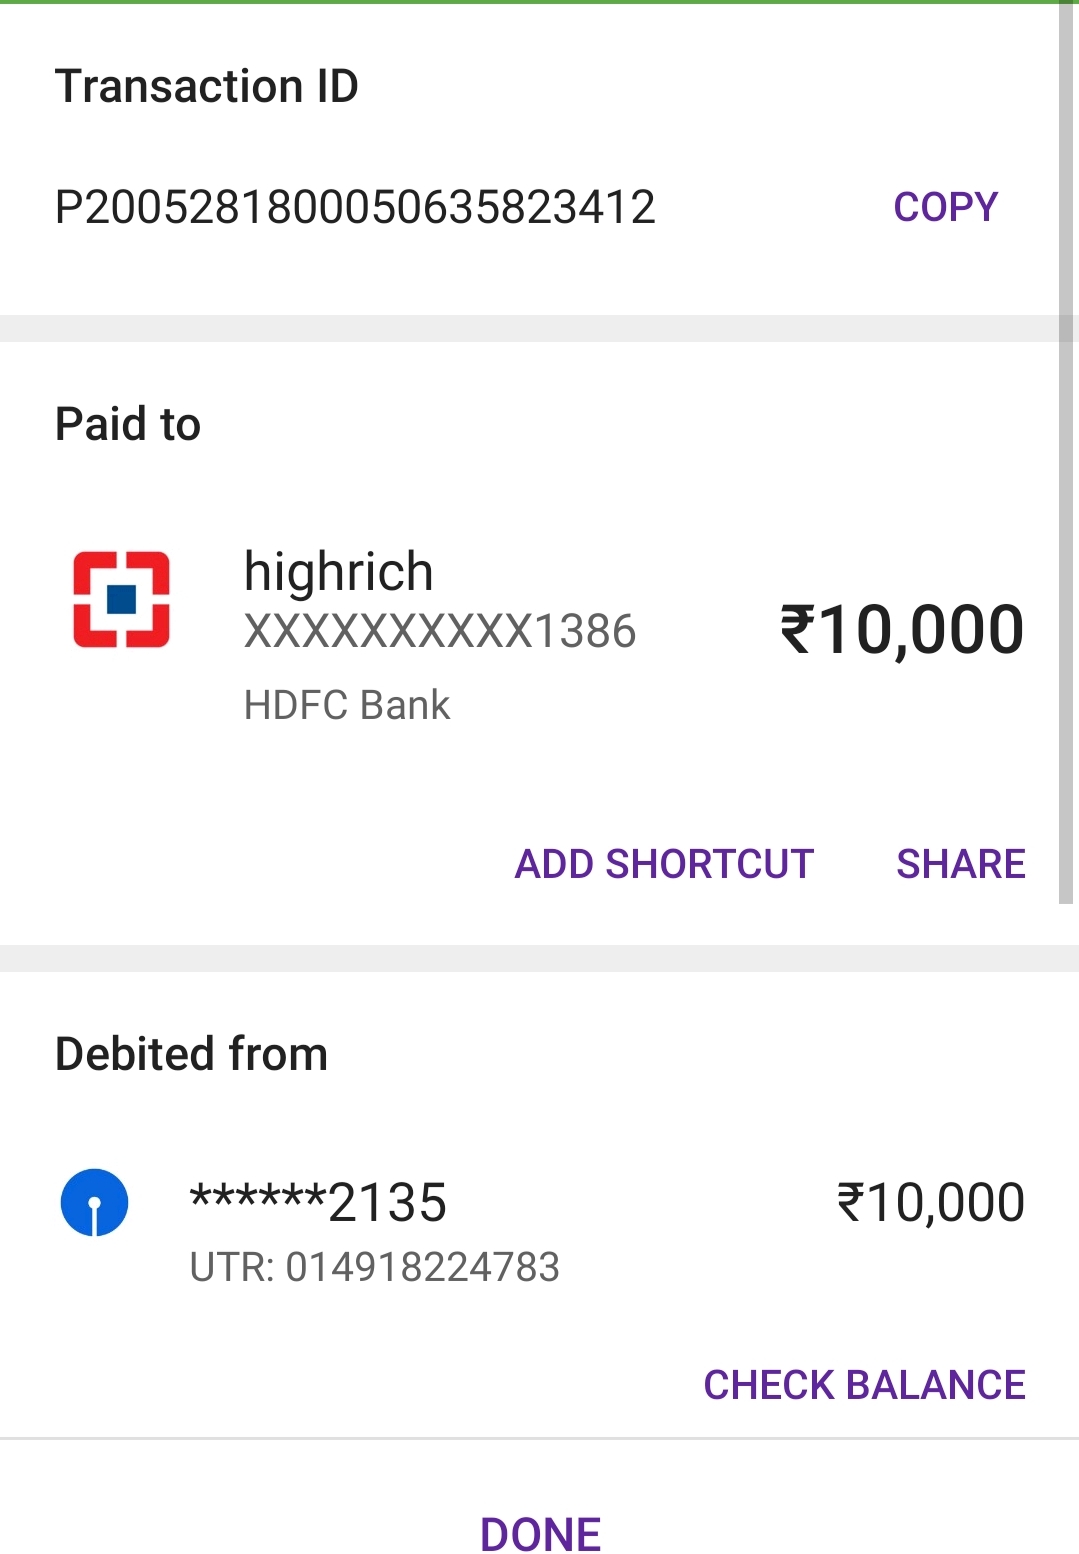 Transaction ID
P2005281800050635823412 COPY
Paid to
highrich
XXXXXXXXXX1386 ₹10,000
HDFC Bank
ADD SHORTCUT SHARE
Debited from
******2135 ₹10,000
UTR: 014918224783
CHECK BALANCE
DONE